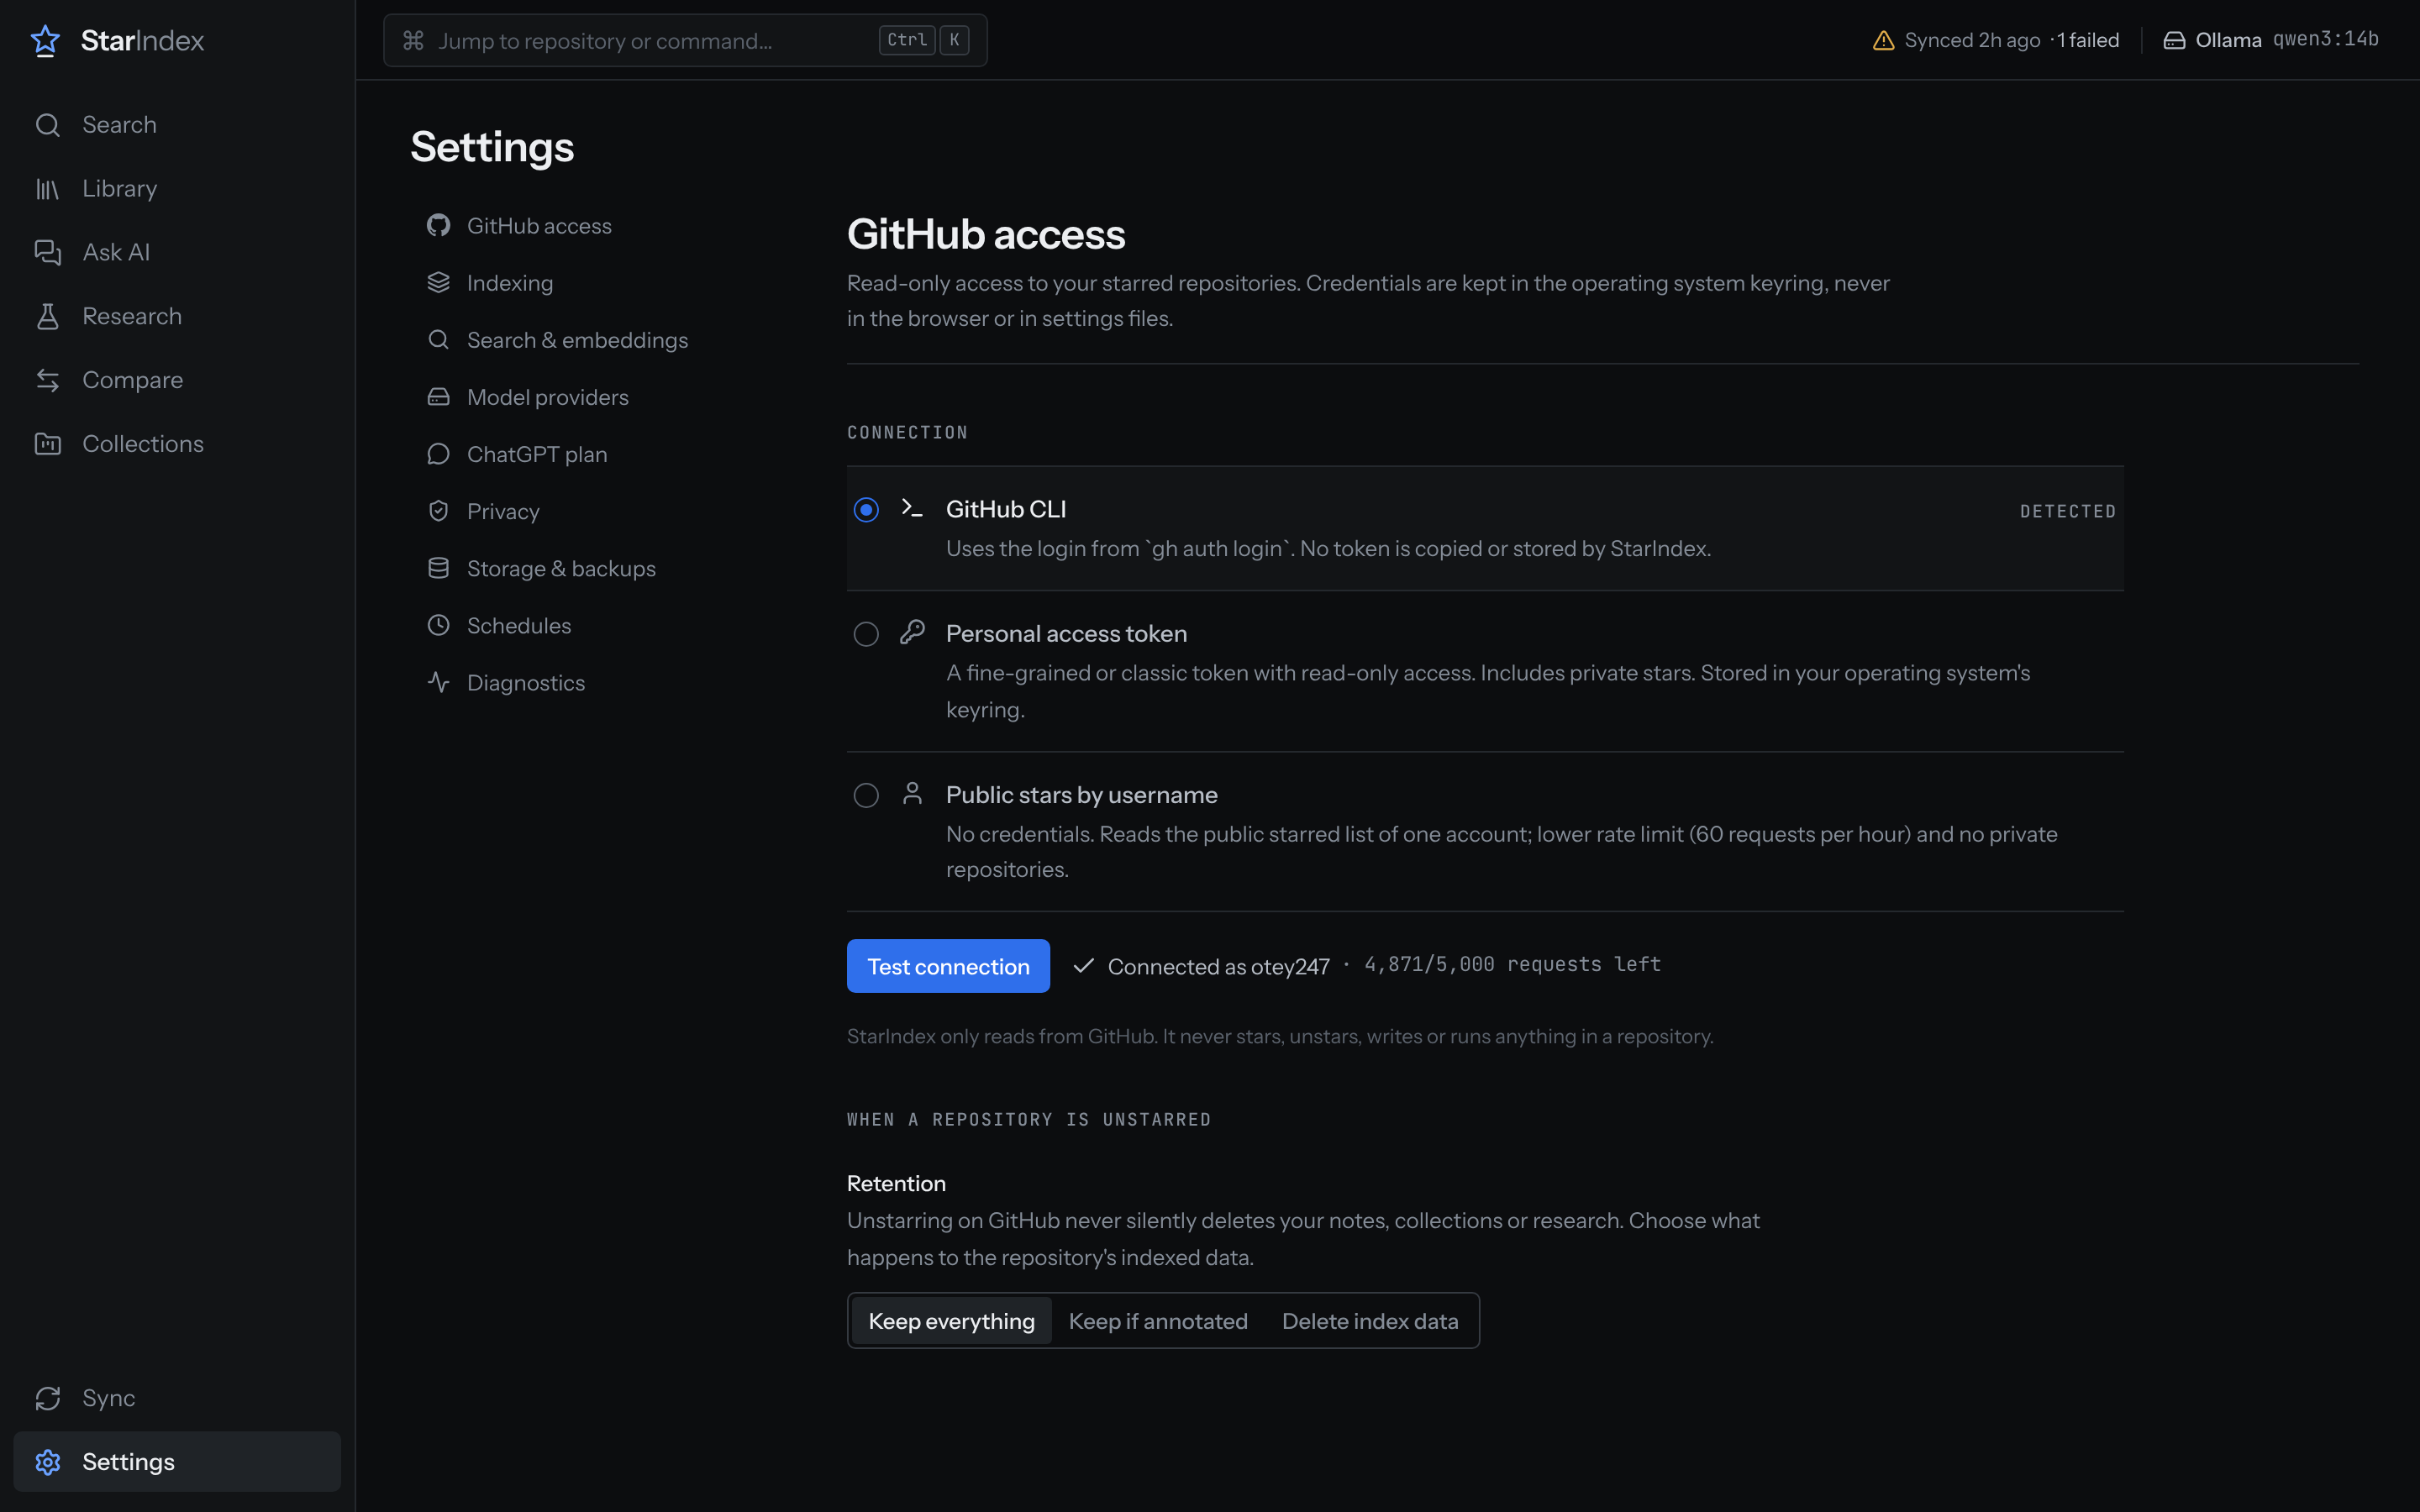 StarIndex
Search
Library
Ask AI
Research
Compare
Collections
Sync
Settings
Jump to repository or command...
Ctrl K
Synced 2h ago · 1 failed
Ollama qwen3:14b
Settings
GitHub access
Indexing
Search & embeddings
Model providers
ChatGPT plan
Privacy
Storage & backups
Schedules
Diagnostics
GitHub access
Read-only access to your starred repositories. Credentials are kept in the operating system keyring, never
in the browser or in settings files.
CONNECTION
GitHub CLI
DETECTED
Uses the login from `gh auth login`. No token is copied or stored by StarIndex.
Personal access token
A fine-grained or classic token with read-only access. Includes private stars. Stored in your operating system's
keyring.
Public stars by username
No credentials. Reads the public starred list of one account; lower rate limit (60 requests per hour) and no private
repositories.
Test connection
Connected as otey247 · 4,871/5,000 requests left
StarIndex only reads from GitHub. It never stars, unstars, writes or runs anything in a repository.
WHEN A REPOSITORY IS UNSTARRED
Retention
Unstarring on GitHub never silently deletes your notes, collections or research. Choose what
happens to the repository's indexed data.
Keep everything
Keep if annotated
Delete index data